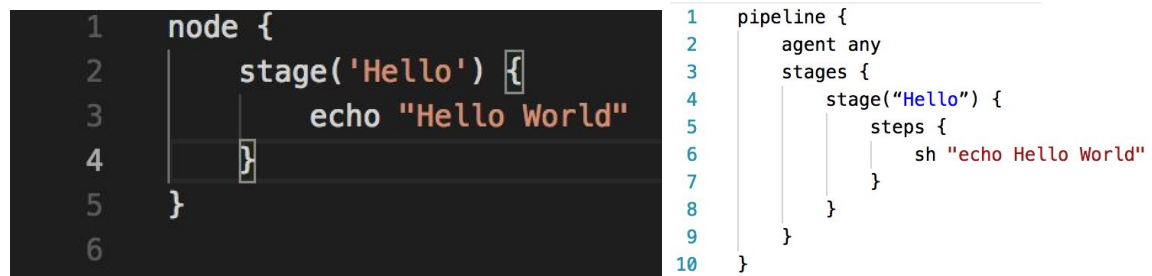 1 node {
2 stage('Hello') {
3 echo "Hello World"
4 }
5 }
6
1 pipeline {
2 agent any
3 stages {
4 stage(“Hello”) {
5 steps {
6 sh "echo Hello World"
7 }
8 }
9 }
10 }